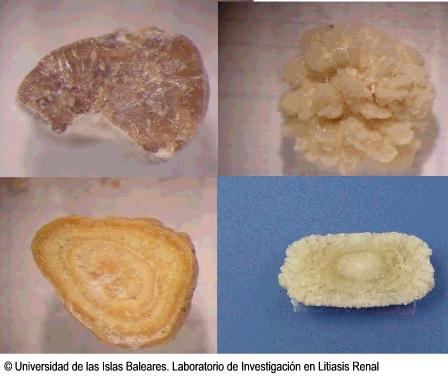 © Universidad de las Islas Baleares. Laboratorio de Investigación en Litiasis Renal